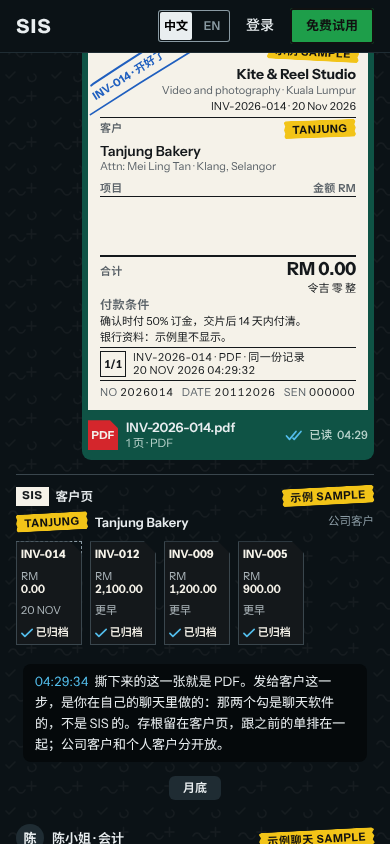 SIS
中文 EN 登录 免费试用
示例 SAMPLE
INV-014 · 开好了
Kite & Reel Studio
Video and photography · Kuala Lumpur
INV-2026-014 · 20 Nov 2026
客户 TANJUNG
Tanjung Bakery
Attn: Mei Ling Tan · Klang, Selangor
项目 金额 RM
合计 RM 0.00
令吉 零 整
付款条件
确认时付 50% 订金，交片后 14 天内付清。
银行资料：示例里不显示。
1/1 INV-2026-014 · PDF · 同一份记录
20 NOV 2026 04:29:32
NO 2026014 DATE 20112026 SEN 000000
PDF INV-2026-014.pdf
1 页 · PDF
已读 04:29
SIS 客户页 示例 SAMPLE
TANJUNG Tanjung Bakery 公司客户
INV-014 INV-012 INV-009 INV-005
RM RM RM RM
0.00 2,100.00 1,200.00 900.00
20 NOV 更早 更早 更早
已归档 已归档 已归档 已归档
04:29:34 撕下来的这一张就是 PDF。发给客户这一
步，是你在自己的聊天里做的：那两个勾是聊天软件
的，不是 SIS 的。存根留在客户页，跟之前的单排在一
起；公司客户和个人客户分开放。
月底
陈 陈小姐 · 会计 示例聊天 SAMPLE